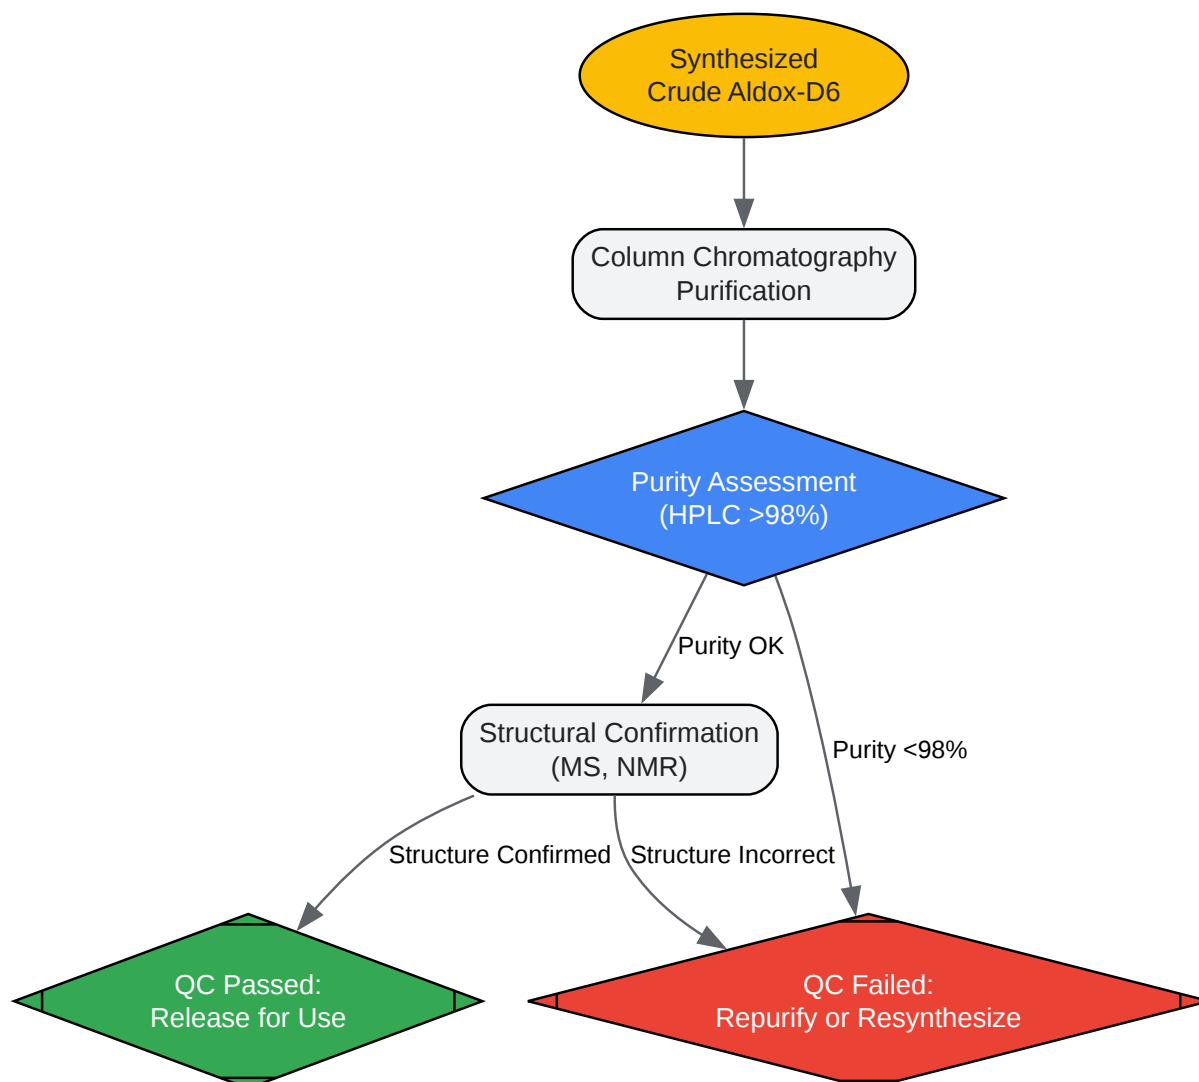 Synthesized
Crude Aldox-D6
Column Chromatography
Purification
Purity Assessment
(HPLC >98%)
Purity OK
Structural Confirmation
(MS, NMR)
Purity <98%
Structure Confirmed
Structure Incorrect
QC Passed:
Release for Use
QC Failed:
Repurify or Resynthesize